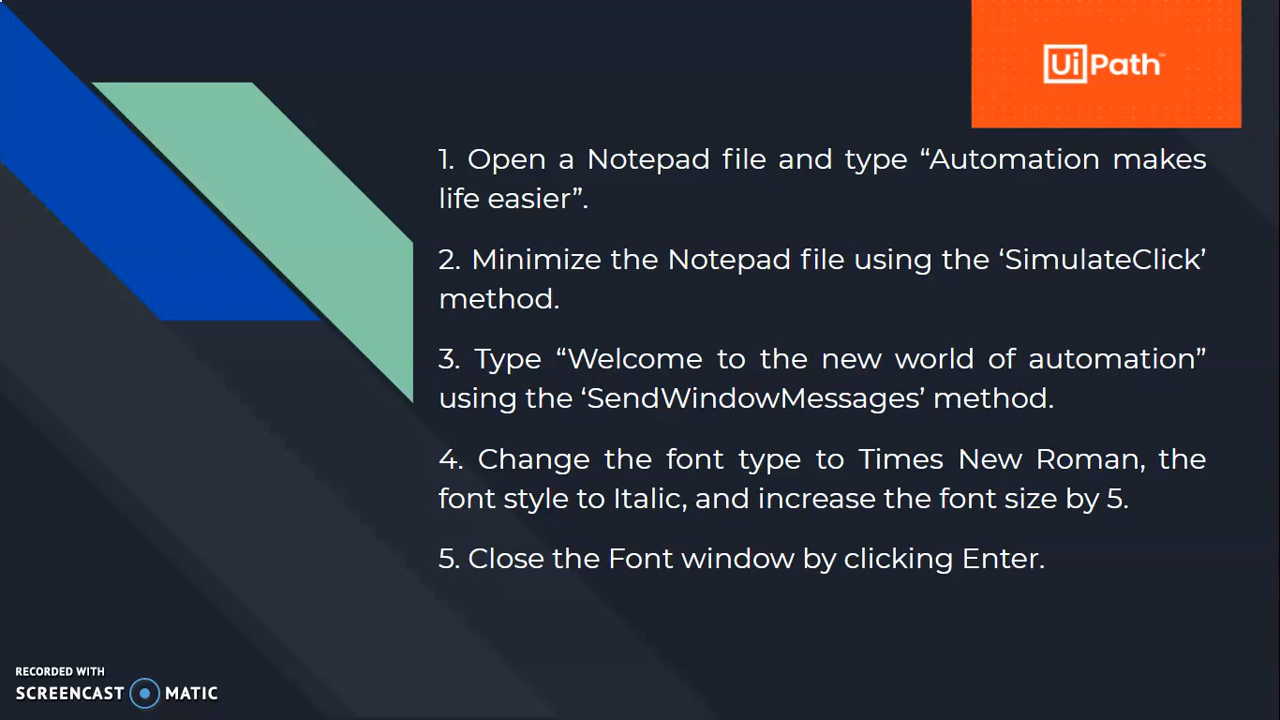 UiPath™
1. Open a Notepad file and type “Automation makes
life easier”.
2. Minimize the Notepad file using the ‘SimulateClick’
method.
3. Type “Welcome to the new world of automation”
using the ‘SendWindowMessages’ method.
4. Change the font type to Times New Roman, the
font style to Italic, and increase the font size by 5.
5. Close the Font window by clicking Enter.
RECORDED WITH
SCREENCAST MATIC